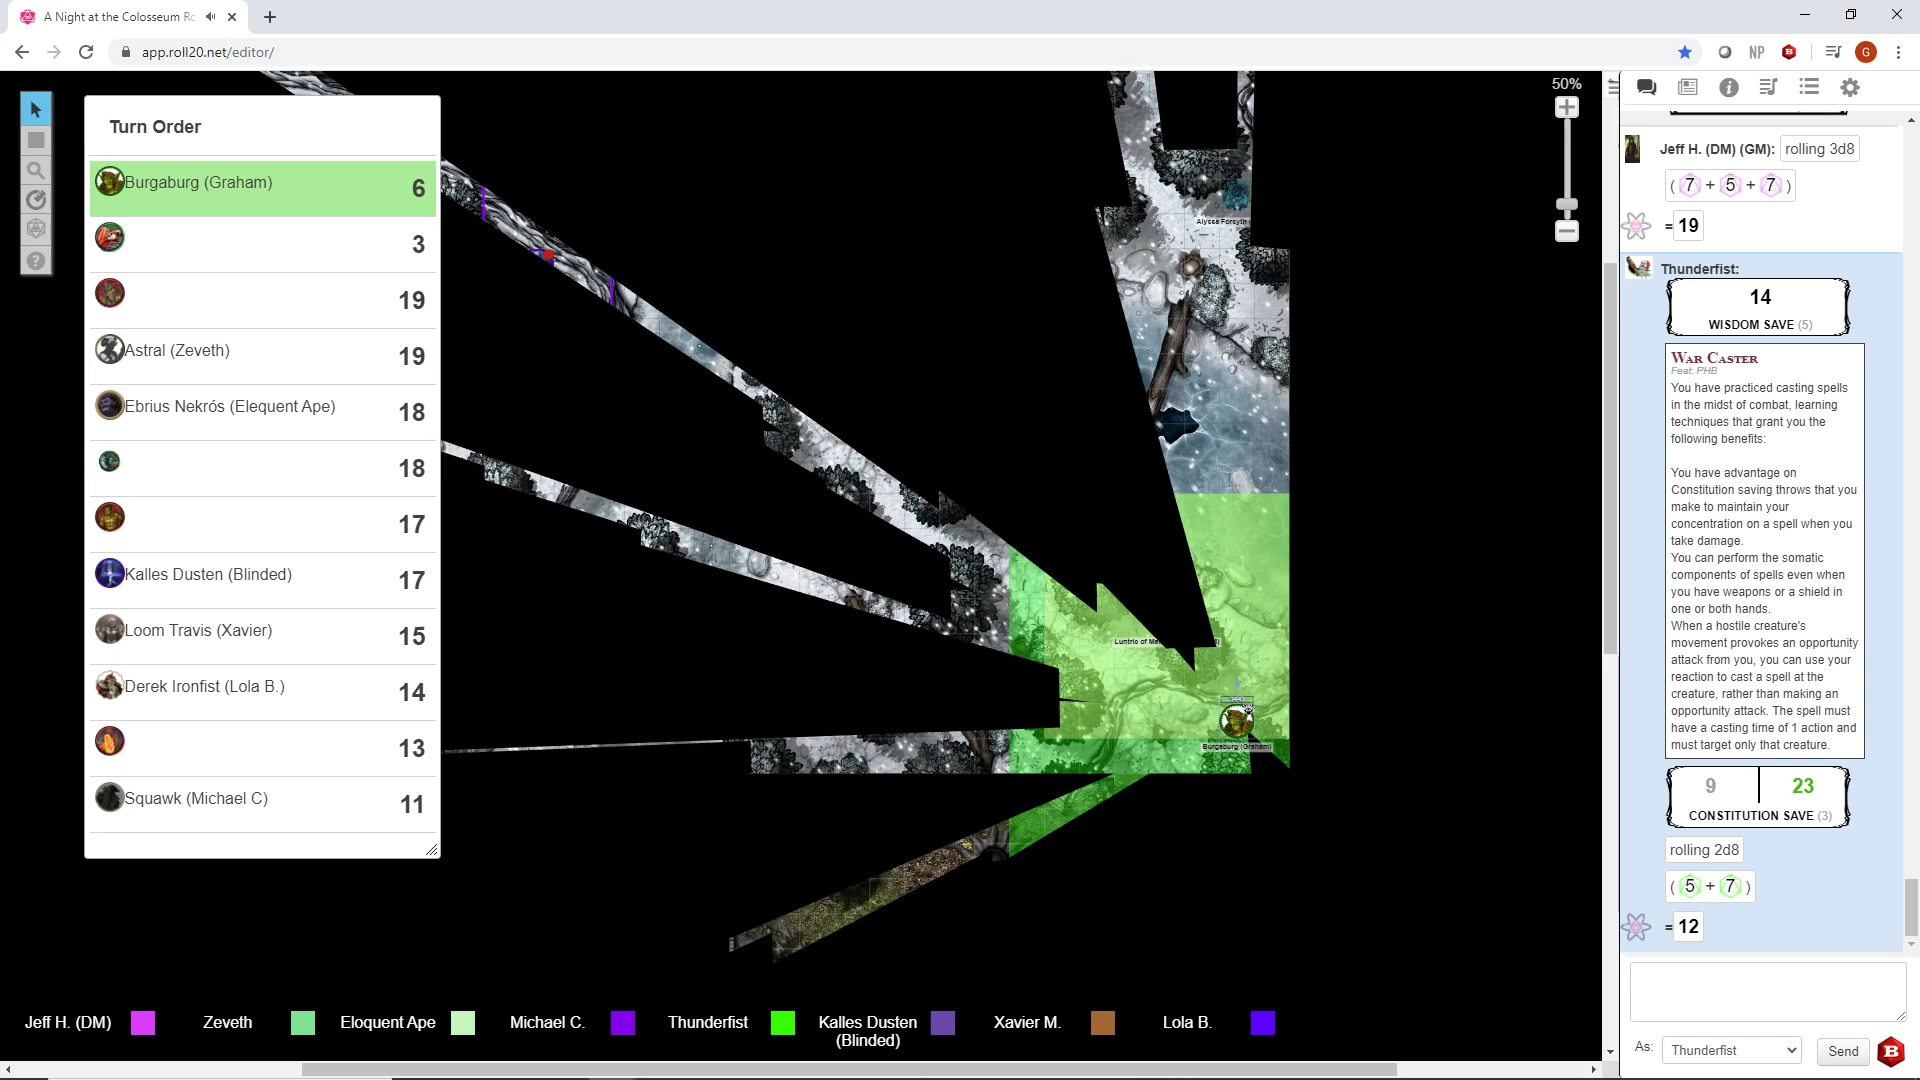 A Night at the Colosseum Ro
app.roll20.net/editor/
NP
B
G
50%
Turn Order
Burgaburg (Graham)
6
3
19
Astral (Zeveth)
19
Ebrius Nekrós (Elequent Ape)
18
18
17
Kalles Dusten (Blinded)
17
Loom Travis (Xavier)
15
Derek Ironfist (Lola B.)
14
13
Squawk (Michael C)
11
Alyssa Forsyth
Luntrio of Me
Burgaburg (Graham)
Jeff H. (DM)
Zeveth
Eloquent Ape
Michael C.
Thunderfist
Kalles Dusten
(Blinded)
Xavier M.
Lola B.
Jeff H. (DM) (GM): rolling 3d8
(7+5+7)
=19
Thunderfist:
14
WISDOM SAVE (5)
WAR CASTER
Feat: PHB
You have practiced casting spells
in the midst of combat, learning
techniques that grant you the
following benefits:
You have advantage on
Constitution saving throws that you
make to maintain your
concentration on a spell when you
take damage.
You can perform the somatic
components of spells even when
you have weapons or a shield in
one or both hands.
When a hostile creature's
movement provokes an opportunity
attack from you, you can use your
reaction to cast a spell at the
creature, rather than making an
opportunity attack. The spell must
have a casting time of 1 action and
must target only that creature.
9 23
CONSTITUTION SAVE (3)
rolling 2d8
(5+7)
=12
As: Thunderfist Send B